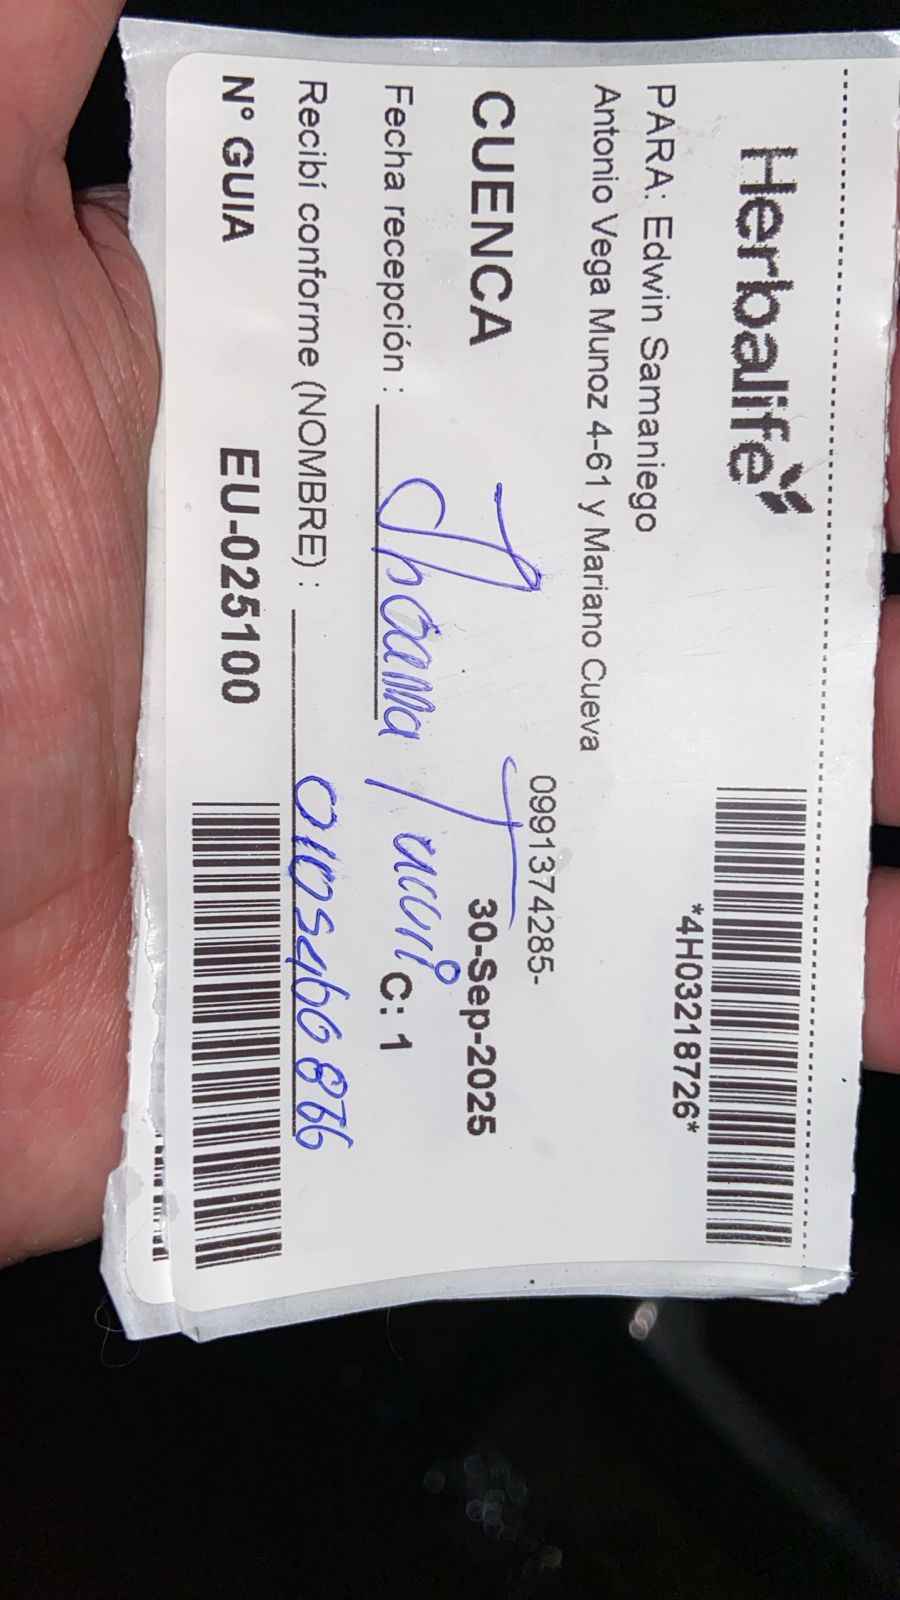 Herbalife
*4H03218726*
PARA: Edwin Samaniego
Antonio Vega Munoz 4-61 y Mariano Cueva
0991374285-
CUENCA 30-Sep-2025
Fecha recepción : C: 1
Recibí conforme (NOMBRE) :
N° GUIA EU-025100